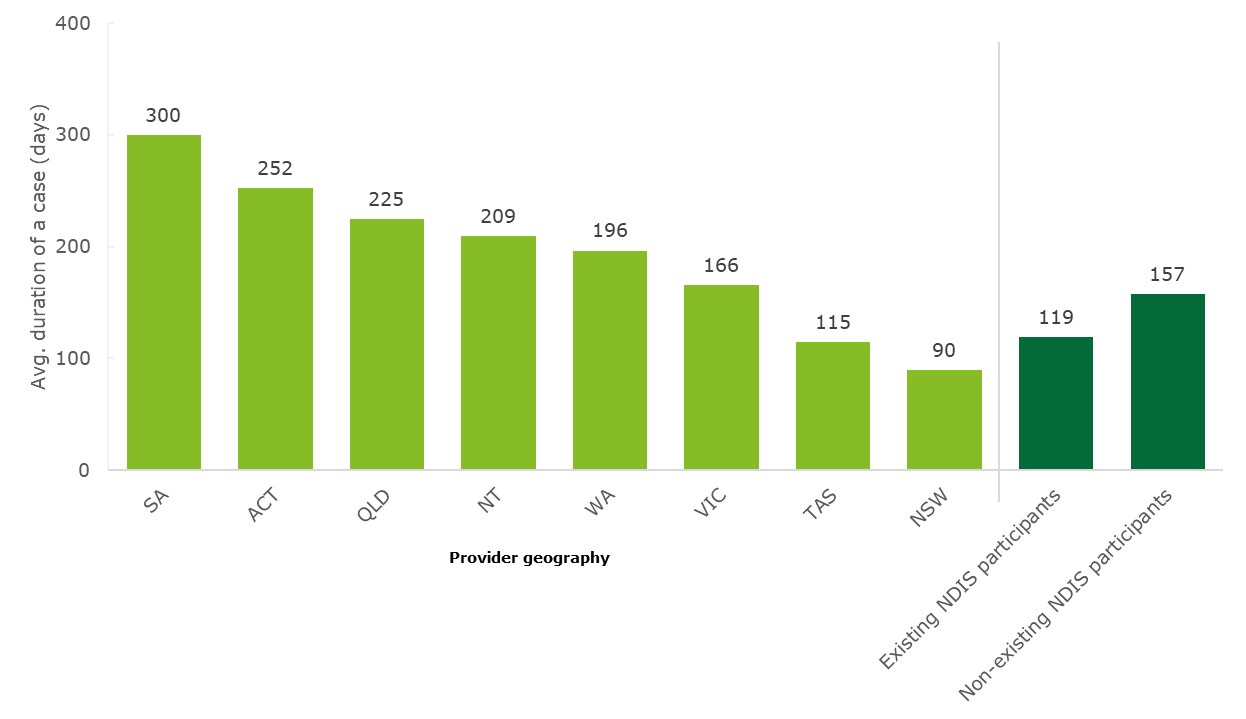 400
300
200
100
0
Avg. duration of a case (days)
300
252
225
209
196
166
115
90
119
157
SA
ACT
QLD
NT
WA
VIC
TAS
NSW
Existing NDIS participants
Non-existing NDIS participants
Provider geography